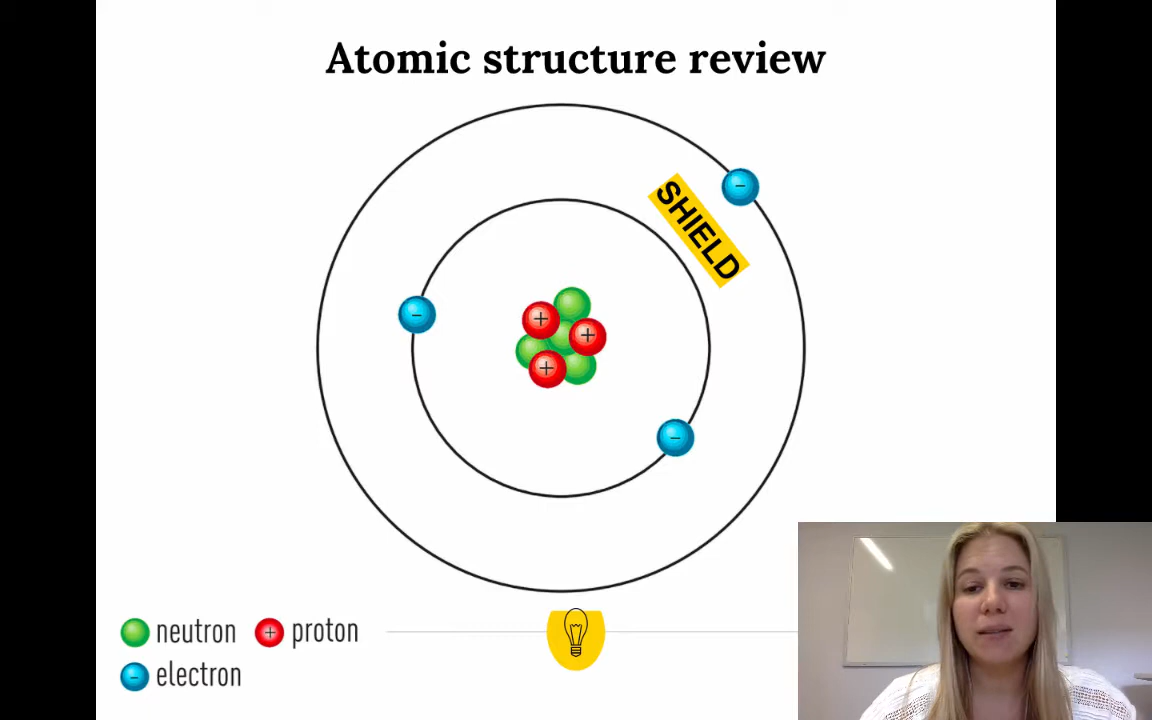 Atomic structure review
SHIELD
−
−
+
+
+
−
neutron + proton
− electron